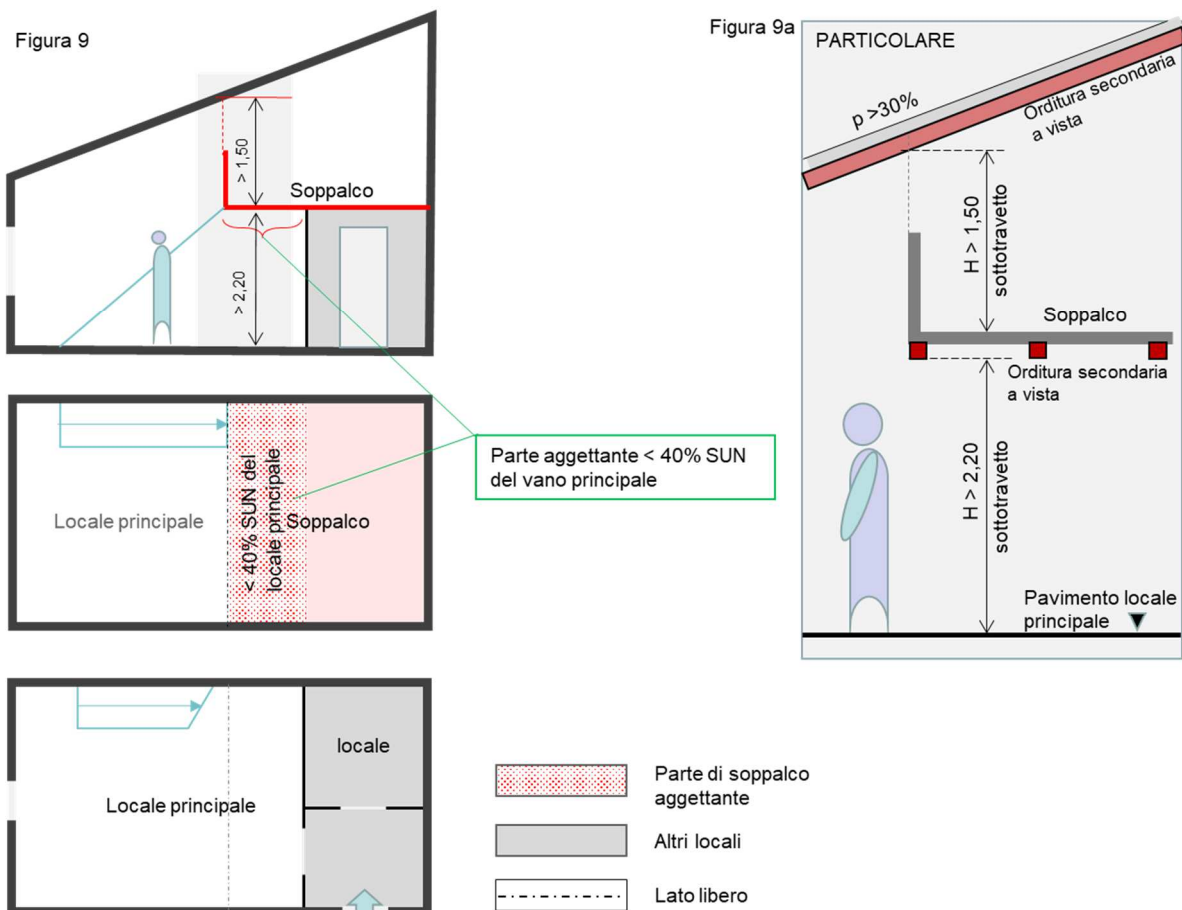 Figura 9
> 1,50
Soppalco
> 2,20
Parte aggettante < 40% SUN
del vano principale
Locale principale
< 40% SUN del
locale principale
Soppalco
locale
Locale principale
Parte di soppalco
aggettante
Altri locali
Lato libero
Figura 9a
PARTICOLARE
p >30%
Orditura secondaria
a vista
H > 1,50
sottotravetto
Soppalco
Orditura secondaria
a vista
H > 2,20
sottotravetto
Pavimento locale
principale